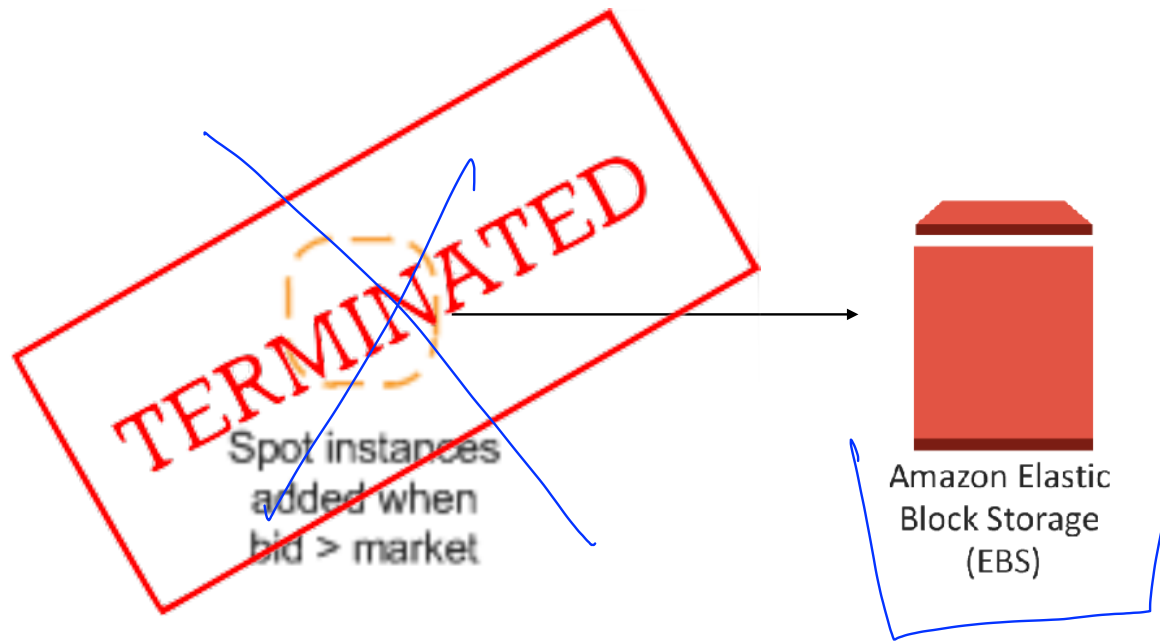 TERMINATED
Spot instances
added when
bid > market
Amazon Elastic
Block Storage
(EBS)